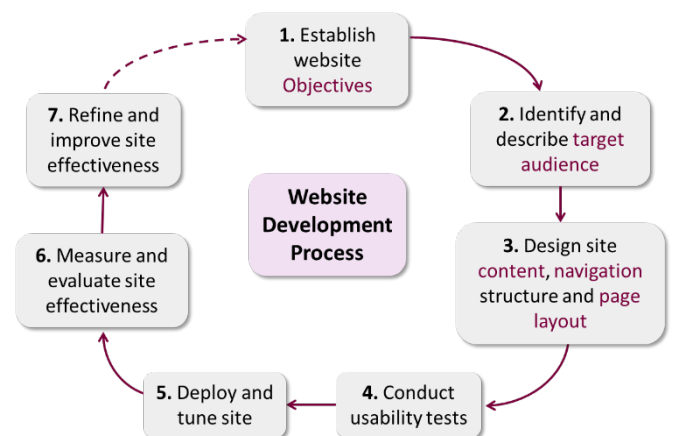 1. Establish
website
Objectives
2. Identify and
describe target
audience
3. Design site
content, navigation
structure and page
layout
4. Conduct
usability tests
5. Deploy and
tune site
6. Measure and
evaluate site
effectiveness
7. Refine and
improve site
effectiveness
Website
Development
Process